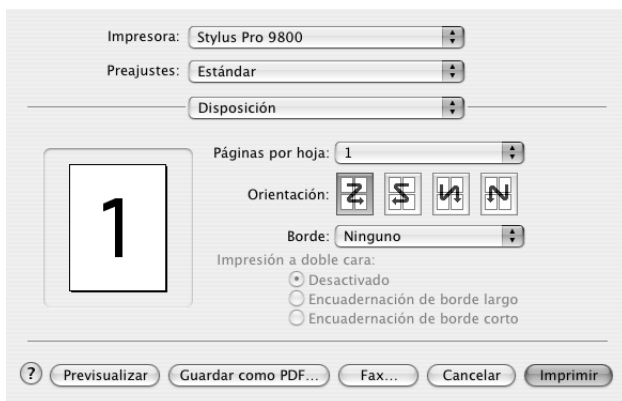 Impresora: Stylus Pro 9800
Preajustes: Estándar
Disposición
Páginas por hoja: 1
1
Orientación:
Borde: Ninguno
Impresión a doble cara:
Desactivado
Encuadernación de borde largo
Encuadernación de borde corto
? Previsualizar Guardar como PDF... Fax... Cancelar Imprimir